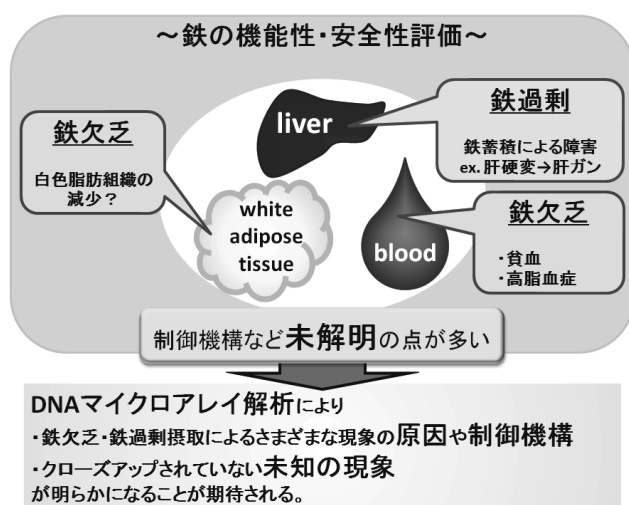 ～鉄の機能性・安全性評価～
liver
鉄過剰
鉄蓄積による障害
ex.肝硬変→肝ガン
鉄欠乏
白色脂肪組織の
減少？
white
adipose
tissue
blood
鉄欠乏
・貧血
・高脂血症
制御機構など未解明の点が多い
DNAマイクロアレイ解析により
・鉄欠乏・鉄過剰摂取によるさまざまな現象の原因や制御機構
・クローズアップされていない未知の現象
が明らかになることが期待される。